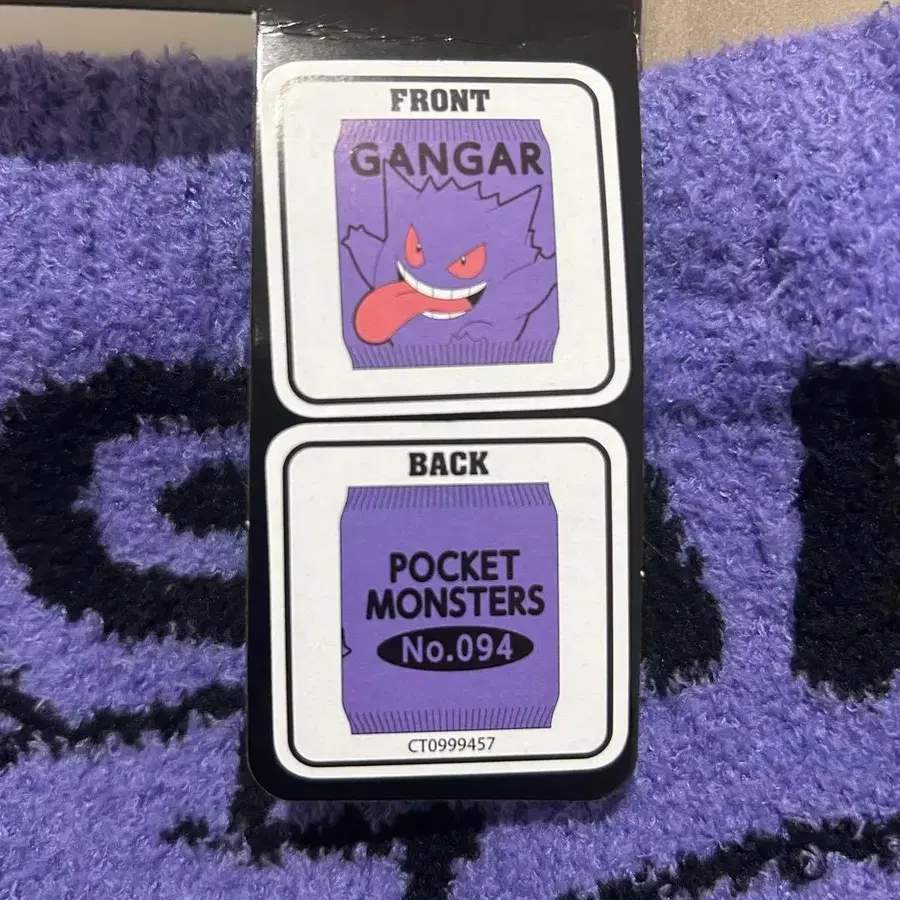 FRONT
GANGAR
BACK
POCKET
MONSTERS
No.094
CT0999457